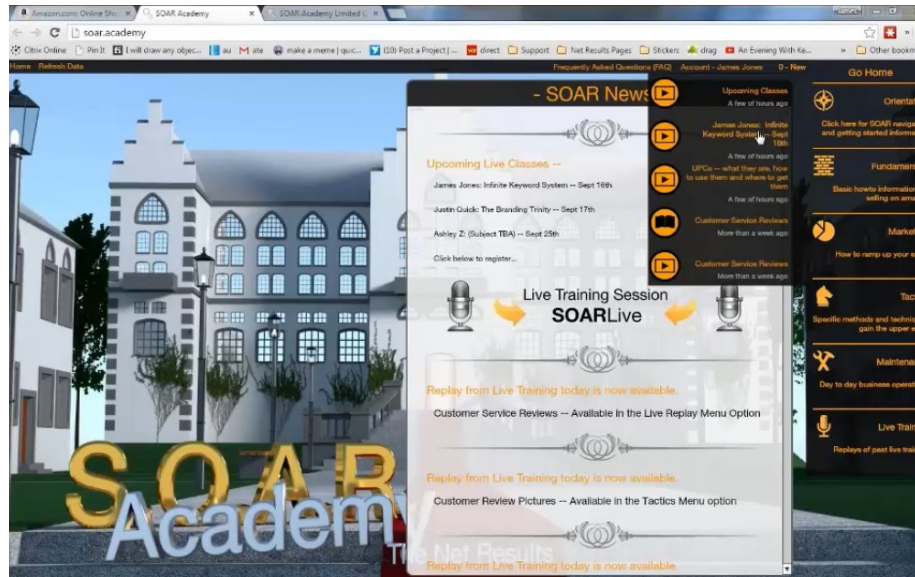 Amazon.com: Online Sho
SOAR Academy
SOAR Academy Limited
soar.academy
Citrix Online
Pin It
I will draw any objec...
au
ate
make a meme | quic...
(10) Post a Project | ...
direct
Support
Net Results Pages
Stickers
drag
An Evening With Ke...
Other bookm
Home Refresh Data
Frequently Asked Questions (FAQ) Account - James Jones 0 - New
- SOAR News
Upcoming Live Classes --
James Jones: Infinite Keyword System -- Sept 16th
Justin Quick: The Branding Trinity -- Sept 17th
Ashley Z: (Subject TBA) -- Sept 25th
Click below to register...
Live Training Session
SOARLive
Replay from Live Training today is now available.
Customer Service Reviews -- Available in the Live Replay Menu Option
Replay from Live Training today is now available.
Customer Review Pictures -- Available in the Tactics Menu option
Replay from Live Training today is now available.
Upcoming Classes
A few of hours ago
James Jones: Infinite
Keyword System -- Sept
16th
A few of hours ago
UPCs -- what they are, how
to use them and where to get
them
A few of hours ago
Customer Service Reviews
More than a week ago
Customer Service Reviews
More than a week ago
Go Home
Orientat
Click here for SOAR naviga
and getting started informa
Fundamen
Basic howto information
selling on ama
Market
How to ramp up your s
Tac
Specific methods and techniq
gain the upper
Maintena
Day to day business operat
Live Train
Replays of past live trai
SOAR
Academy
The Net Results